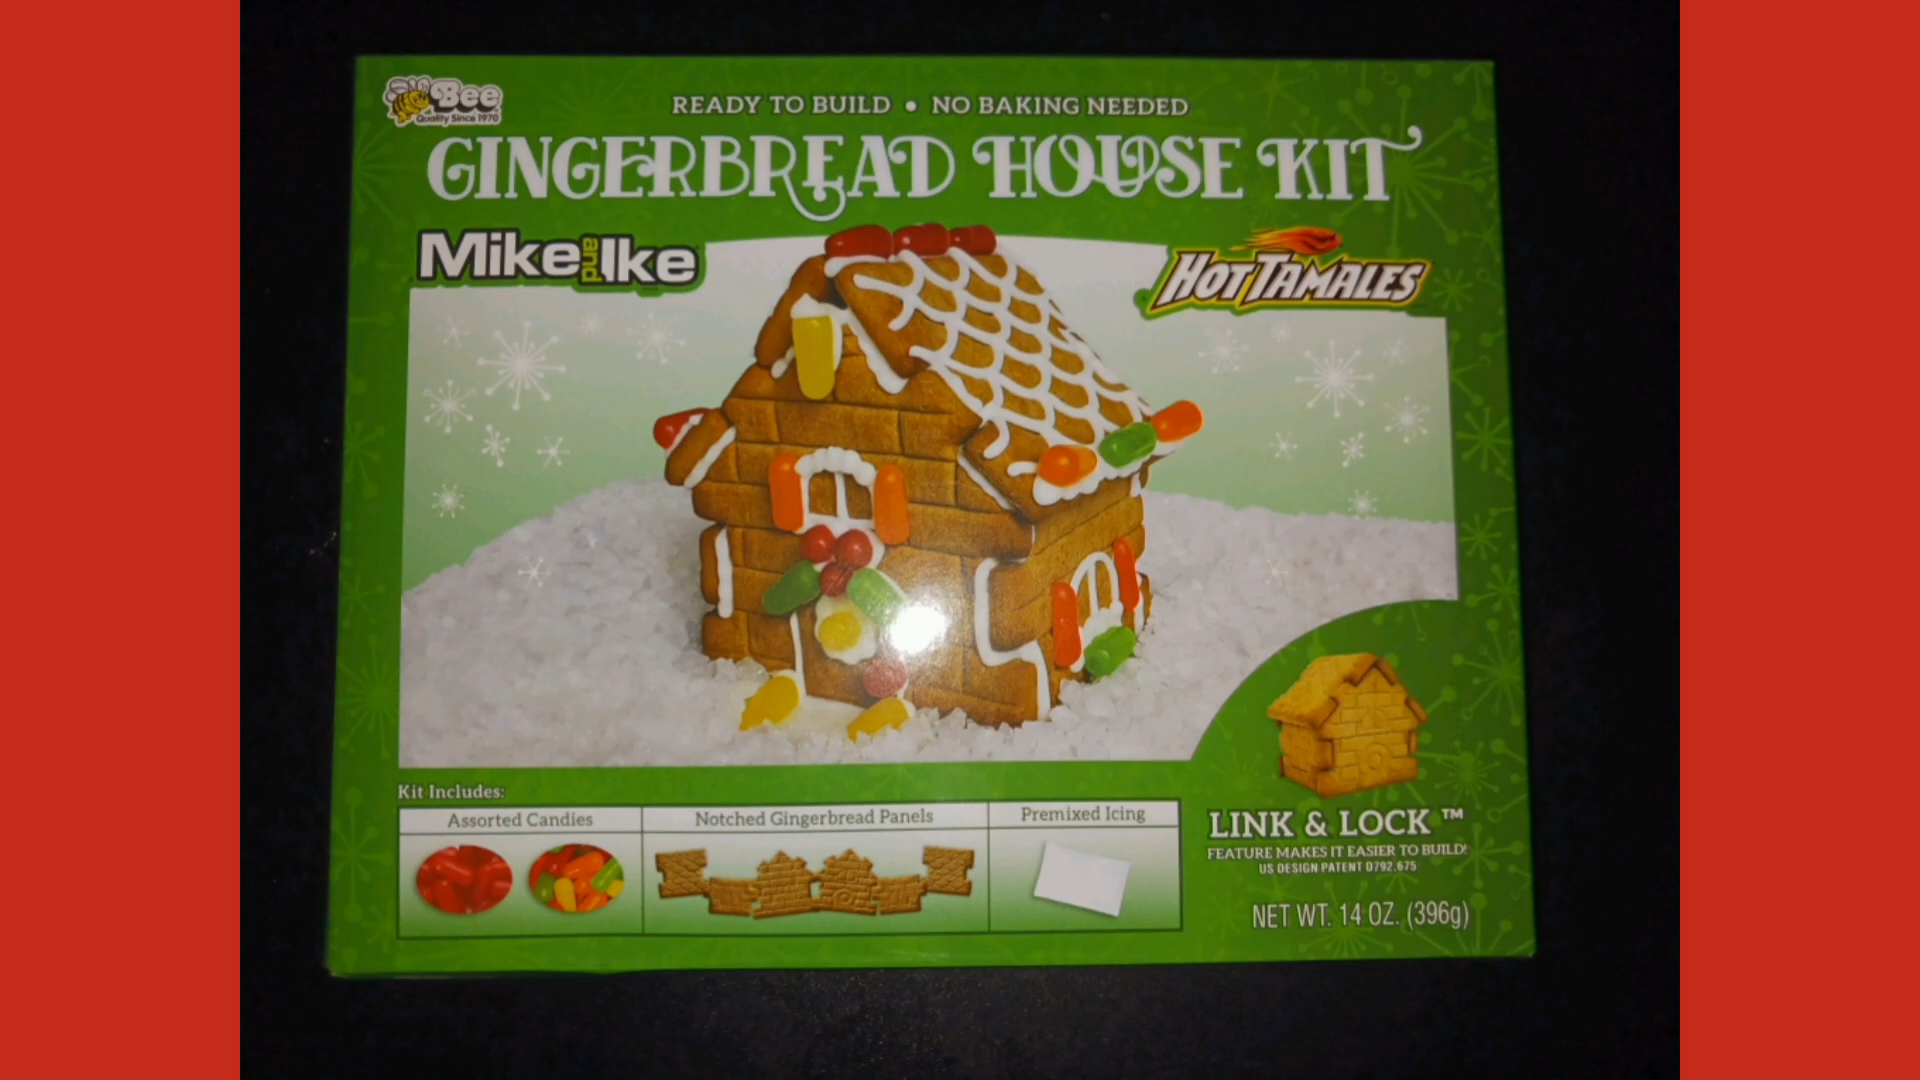 Bee
Quality Since 1970
READY TO BUILD • NO BAKING NEEDED
GINGERBREAD HOUSE KIT
Mike and Ike
HOT TAMALES
Kit Includes:
Assorted Candies
Notched Gingerbread Panels
Premixed Icing
LINK & LOCK ™
FEATURE MAKES IT EASIER TO BUILD!
US DESIGN PATENT D792,675
NET WT. 14 OZ. (396g)